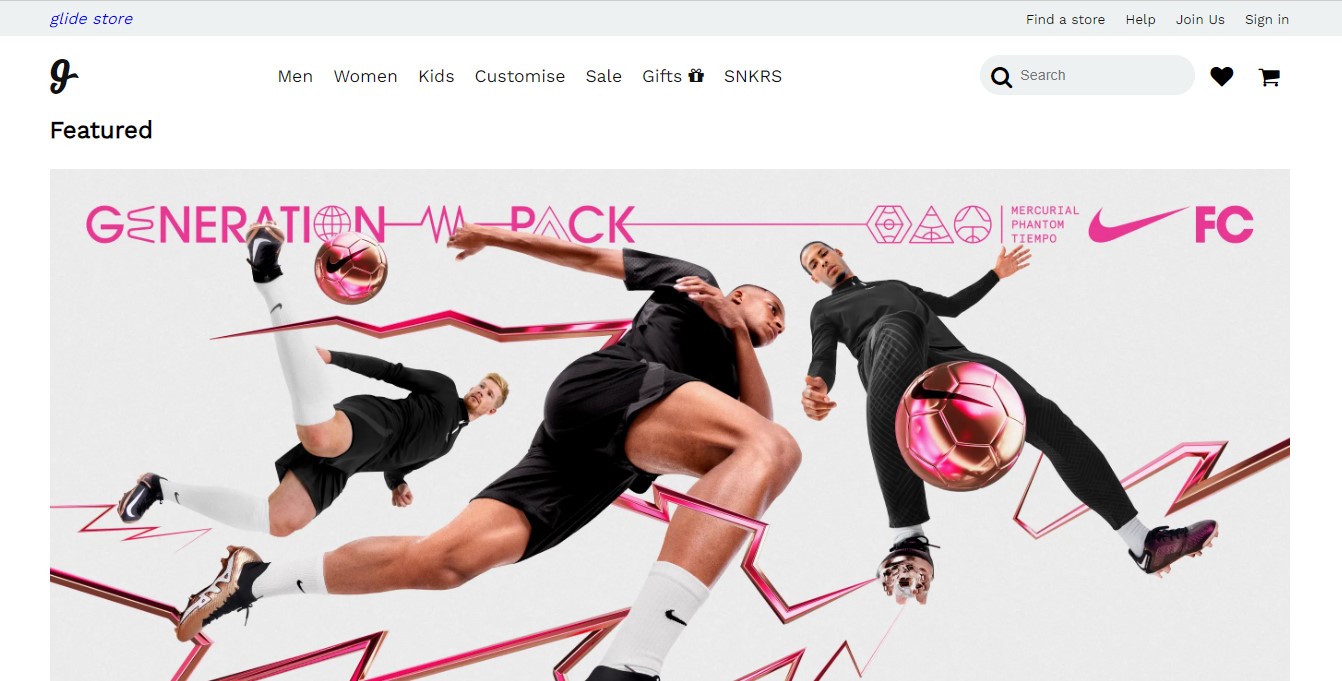 glide store
Find a store Help Join Us Sign in
g
Men Women Kids Customise Sale Gifts SNKRS
Search
Featured
GENERATION PACK
MERCURIAL
PHANTOM
TIEMPO
FC